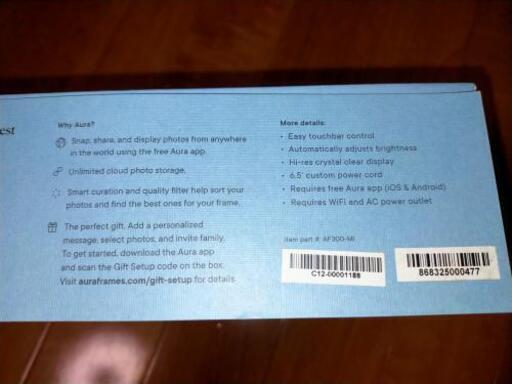 est
Why Aura?
Snap, share, and display photos from anywhere
in the world using the free Aura app.
Unlimited cloud photo storage.
Smart curation and quality filter help sort your
photos and find the best ones for your frame.
The perfect gift. Add a personalized
message, select photos, and invite family.
To get started, download the Aura app
and scan the Gift Setup code on the box.
Visit auraframes.com/gift-setup for details.
More details:
• Easy touchbar control
• Automatically adjusts brightness
• Hi-res crystal clear display
• 6.5' custom power cord
• Requires free Aura app (iOS & Android)
• Requires WiFi and AC power outlet
Item part #: AF300-MI
C12-00001188
868325000477